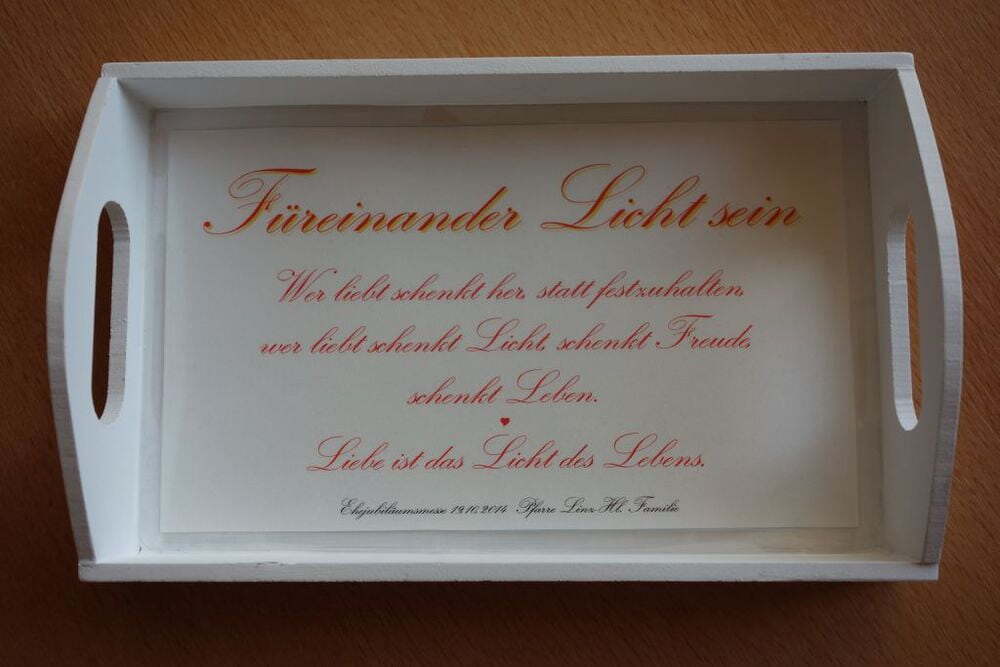 Füreinander Licht sein
Wer liebt schenkt her, statt festzuhalten,
wer liebt schenkt Licht, schenkt Freude,
schenkt Leben.
Liebe ist das Licht des Lebens.
Ehejubiläumsmesse 19.10.2014 Pfarre Linz-Hl. Familie